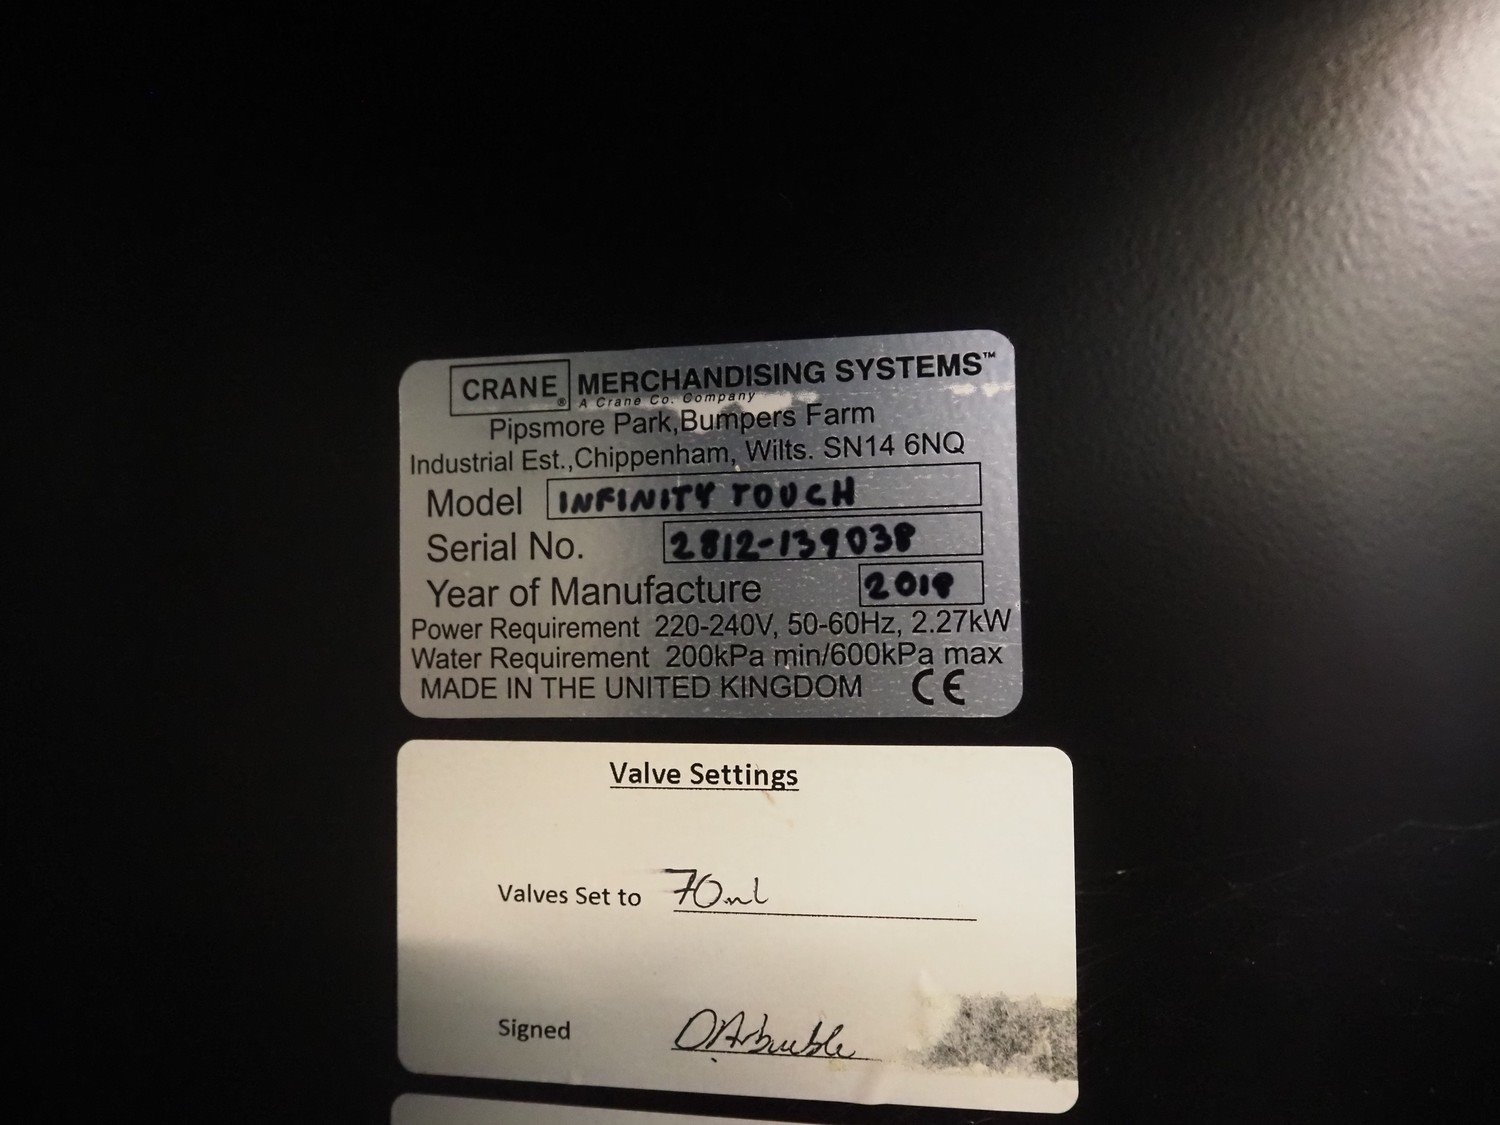 CRANE® MERCHANDISING SYSTEMS™
A Crane Co. Company
Pipsmore Park,Bumpers Farm
Industrial Est.,Chippenham, Wilts. SN14 6NQ
Model INFINITY TOUCH
Serial No. 2812-139038
Year of Manufacture 2018
Power Requirement 220-240V, 50-60Hz, 2.27kW
Water Requirement 200kPa min/600kPa max
MADE IN THE UNITED KINGDOM CE
Valve Settings
Valves Set to 70ml
Signed